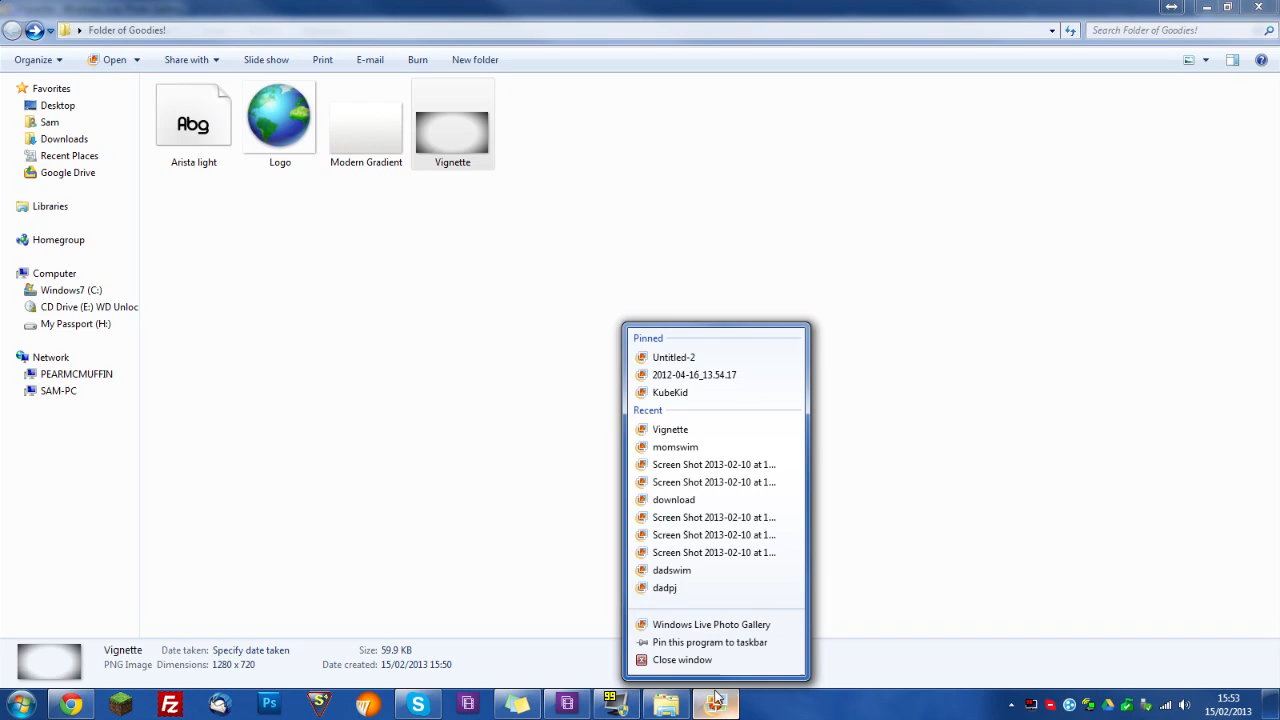 Folder of Goodies!
Search Folder of Goodies!
Organize
Open
Share with
Slide show
Print
E-mail
Burn
New folder
Favorites
Desktop
Sam
Downloads
Recent Places
Google Drive
Libraries
Homegroup
Computer
Windows7 (C:)
CD Drive (E:) WD Unloc
My Passport (H:)
Network
PEARMCMUFFIN
SAM-PC
Abg
Arista light
Logo
Modern Gradient
Vignette
Pinned
Untitled-2
2012-04-16_13.54.17
KubeKid
Recent
Vignette
momswim
Screen Shot 2013-02-10 at 1...
Screen Shot 2013-02-10 at 1...
download
Screen Shot 2013-02-10 at 1...
Screen Shot 2013-02-10 at 1...
Screen Shot 2013-02-10 at 1...
dadswim
dadpj
Windows Live Photo Gallery
Pin this program to taskbar
Close window
Vignette Date taken: Specify date taken Size: 59.9 KB
PNG Image Dimensions: 1280 x 720 Date created: 15/02/2013 15:50
Fz
Ps
S
99
15:53
15/02/2013